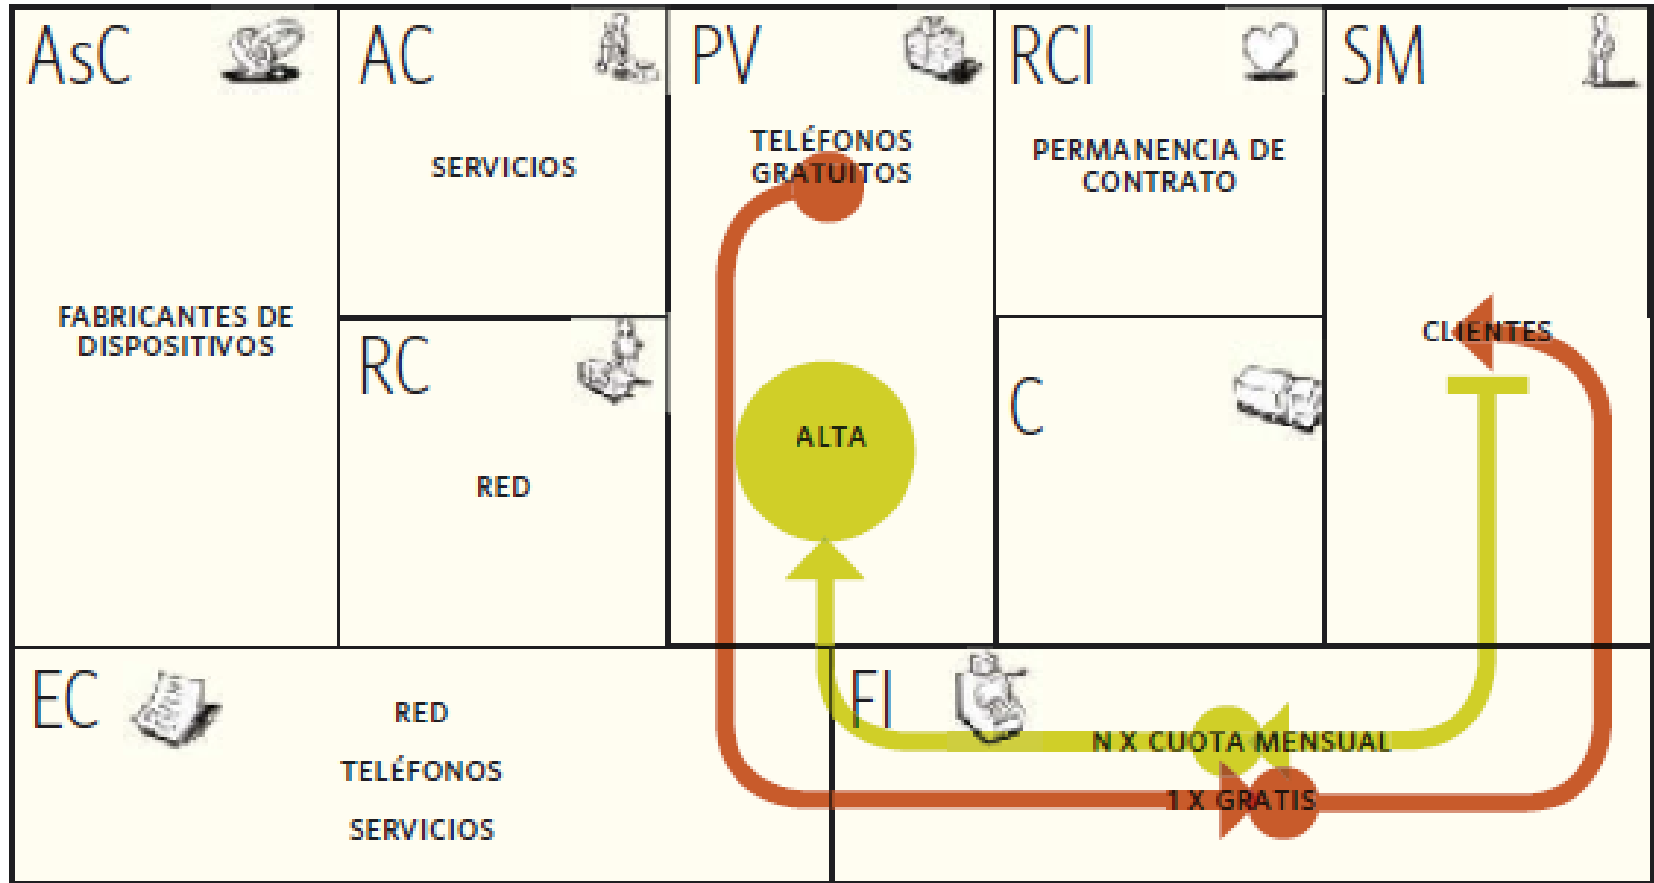 AsC
FABRICANTES DE
DISPOSITIVOS
AC
SERVICIOS
RC
RED
PV
TELÉFONOS
GRATUITOS
ALTA
RCI
PERMANENCIA DE
CONTRATO
C
SM
CLIENTES
EC
RED
TELÉFONOS
SERVICIOS
FI
N X CUOTA MENSUAL
1 X GRATIS